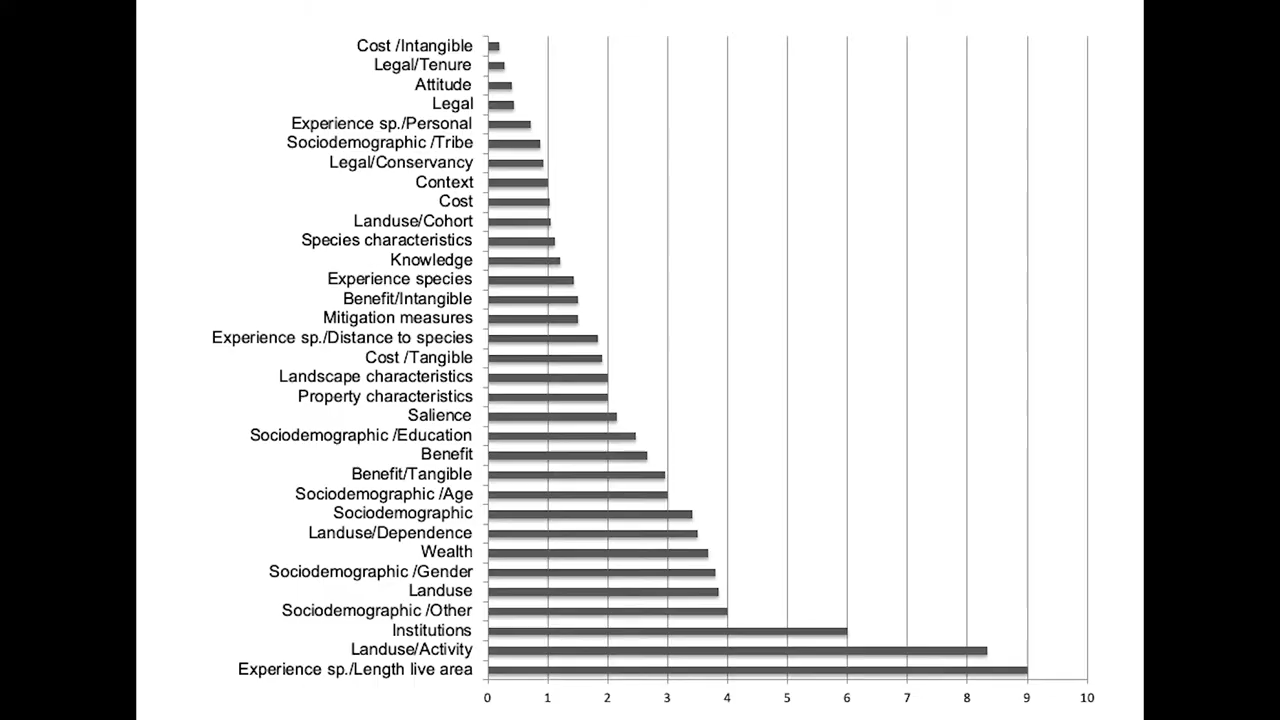 Cost /Intangible
Legal/Tenure
Attitude
Legal
Experience sp./Personal
Sociodemographic /Tribe
Legal/Conservancy
Context
Cost
Landuse/Cohort
Species characteristics
Knowledge
Experience species
Benefit/Intangible
Mitigation measures
Experience sp./Distance to species
Cost /Tangible
Landscape characteristics
Property characteristics
Salience
Sociodemographic /Education
Benefit
Benefit/Tangible
Sociodemographic /Age
Sociodemographic
Landuse/Dependence
Wealth
Sociodemographic /Gender
Landuse
Sociodemographic /Other
Institutions
Landuse/Activity
Experience sp./Length live area
0 1 2 3 4 5 6 7 8 9 10